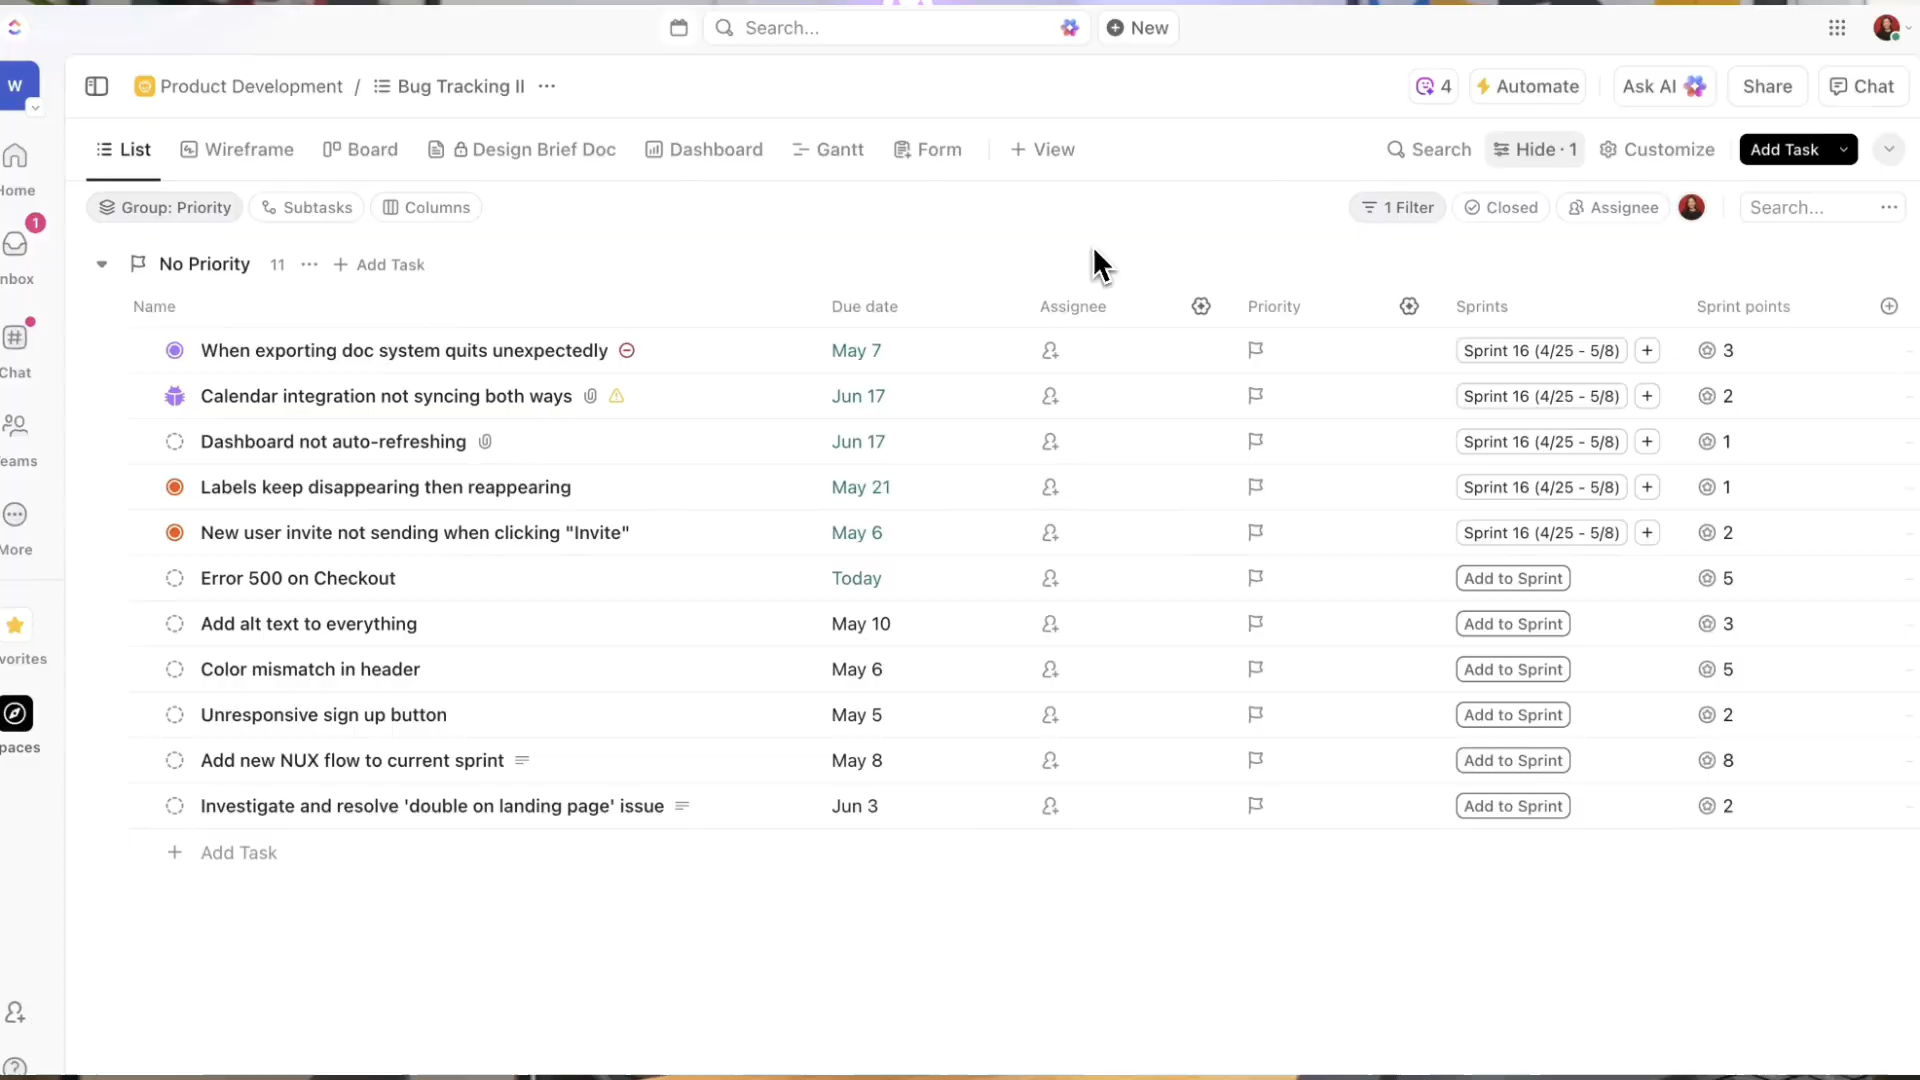 Search...
New
W
Product Development / Bug Tracking II
4
Automate
Ask AI
Share
Chat
List
Wireframe
Board
Design Brief Doc
Dashboard
Gantt
Form
View
Search
Hide · 1
Customize
Add Task
Group: Priority
Subtasks
Columns
1 Filter
Closed
Assignee
Search...
No Priority 11 Add Task
Name Due date Assignee Priority Sprints Sprint points
When exporting doc system quits unexpectedly May 7 Sprint 16 (4/25 - 5/8) + 3
Calendar integration not syncing both ways Jun 17 Sprint 16 (4/25 - 5/8) + 2
Dashboard not auto-refreshing Jun 17 Sprint 16 (4/25 - 5/8) + 1
Labels keep disappearing then reappearing May 21 Sprint 16 (4/25 - 5/8) + 1
New user invite not sending when clicking "Invite" May 6 Sprint 16 (4/25 - 5/8) + 2
Error 500 on Checkout Today Add to Sprint 5
Add alt text to everything May 10 Add to Sprint 3
Color mismatch in header May 6 Add to Sprint 5
Unresponsive sign up button May 5 Add to Sprint 2
Add new NUX flow to current sprint May 8 Add to Sprint 8
Investigate and resolve 'double on landing page' issue Jun 3 Add to Sprint 2
+ Add Task
Home
1
nbox
Chat
eams
More
vorites
paces